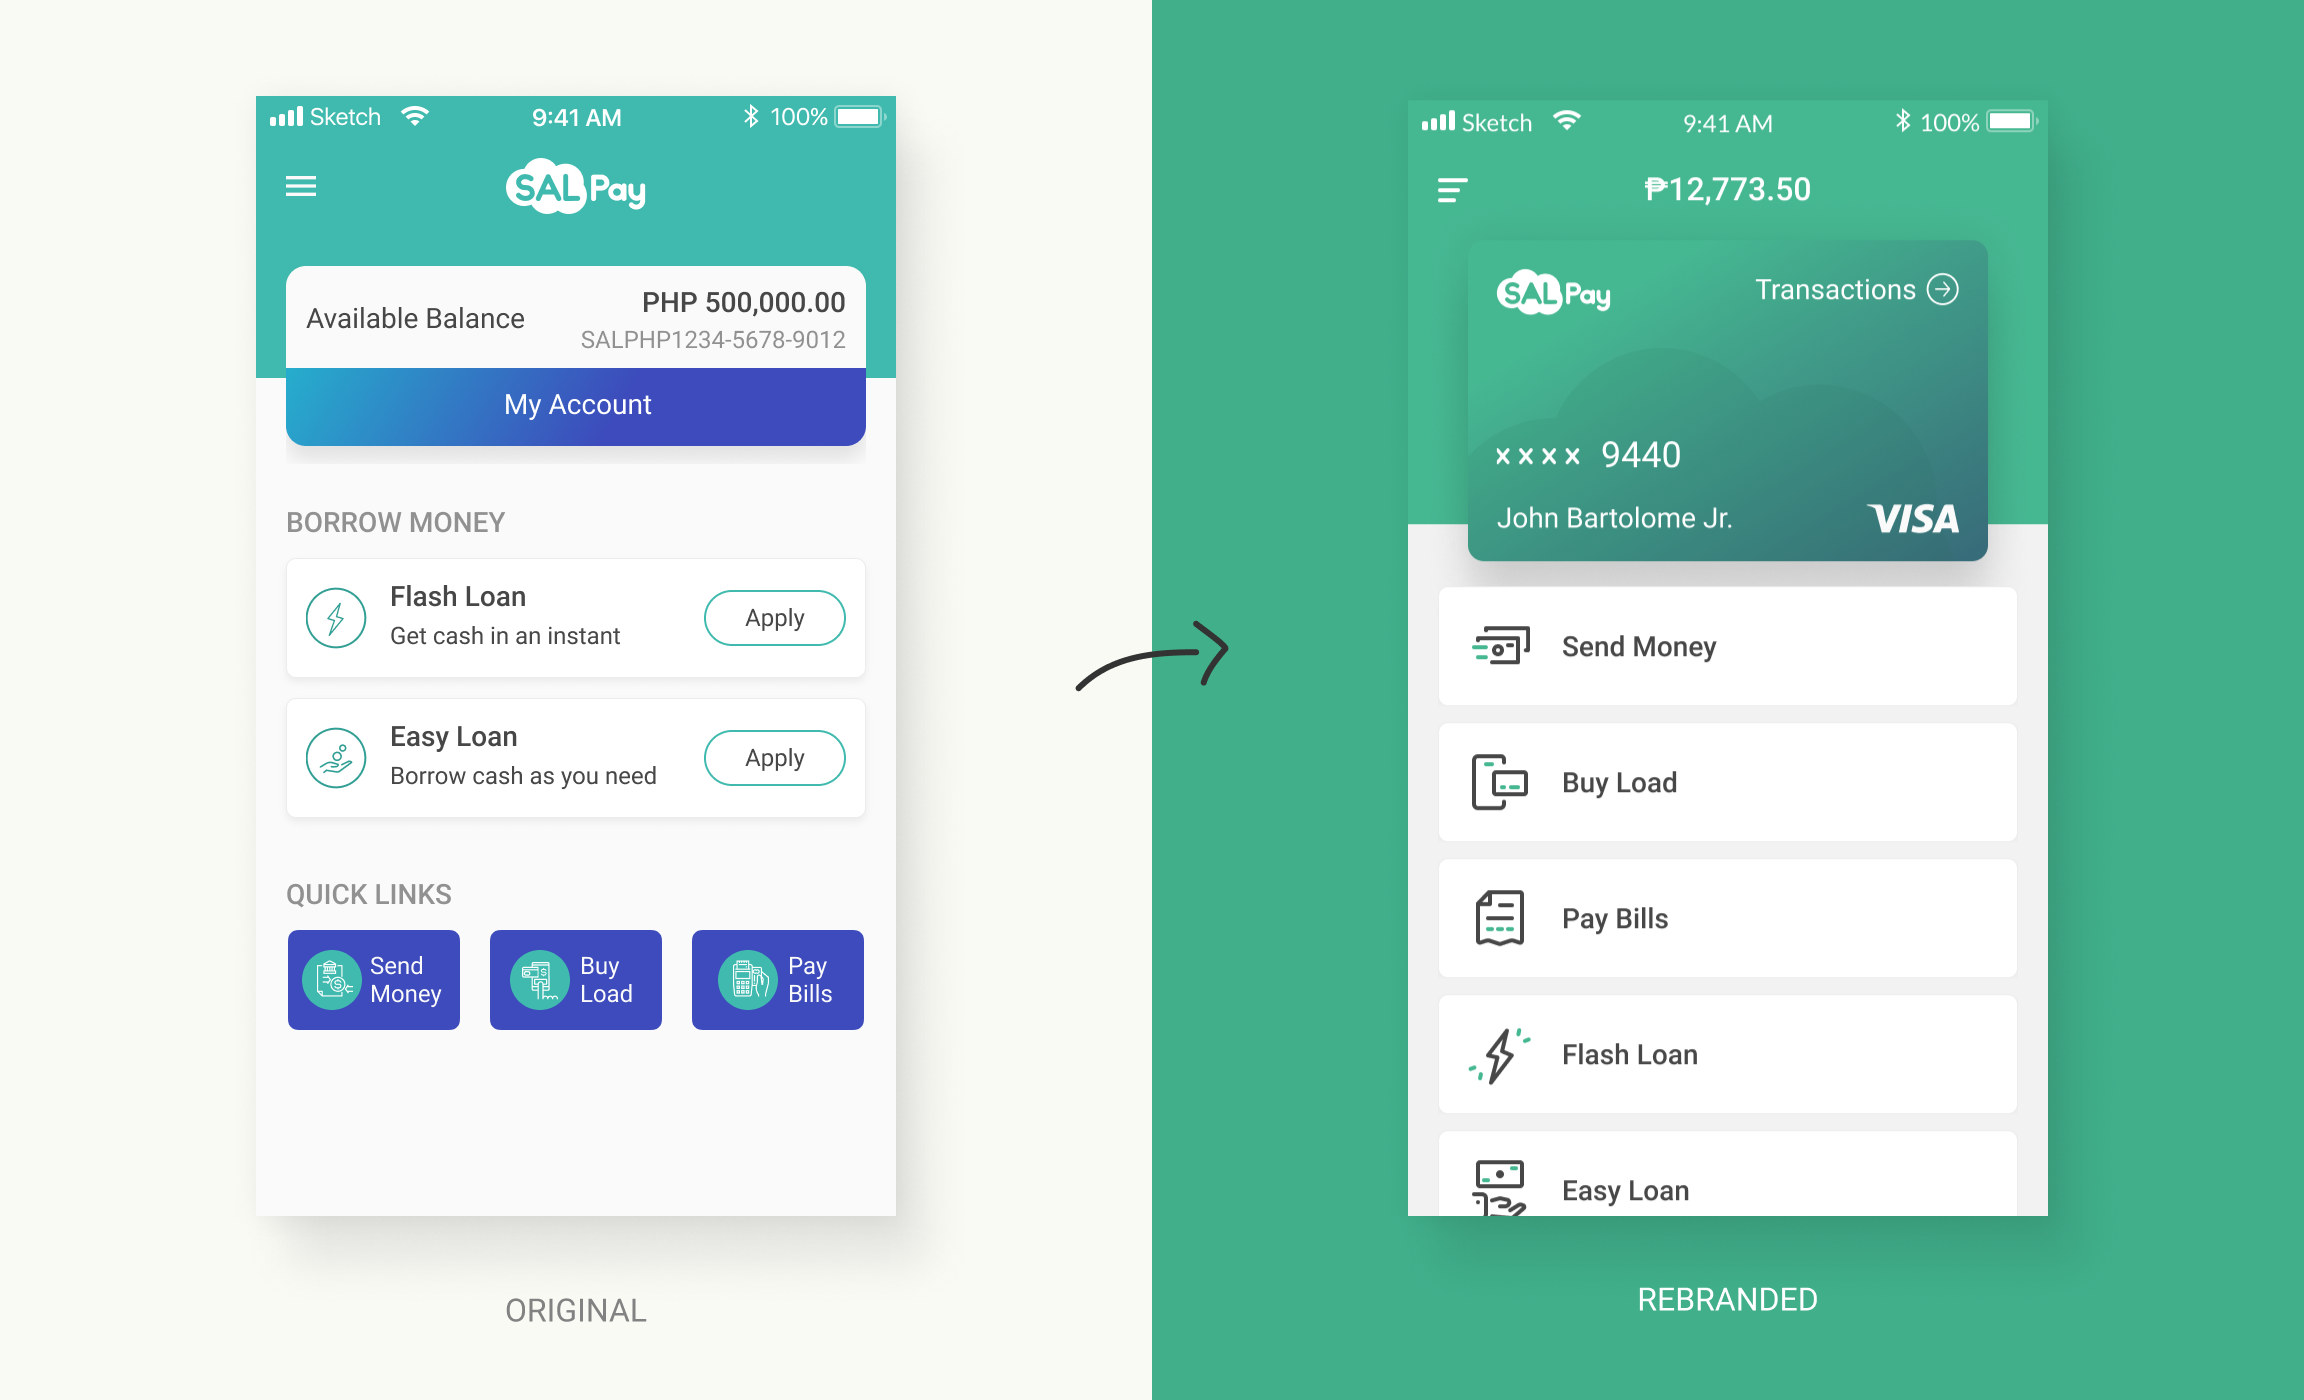 Sketch 9:41 AM 100%
SAL Pay
Available Balance
PHP 500,000.00
SALPHP1234-5678-9012
My Account
BORROW MONEY
Flash Loan
Get cash in an instant
Apply
Easy Loan
Borrow cash as you need
Apply
QUICK LINKS
Send
Money
Buy
Load
Pay
Bills
ORIGINAL
Sketch 9:41 AM 100%
₱12,773.50
SAL Pay
Transactions
×××× 9440
John Bartolome Jr.
VISA
Send Money
Buy Load
Pay Bills
Flash Loan
Easy Loan
REBRANDED